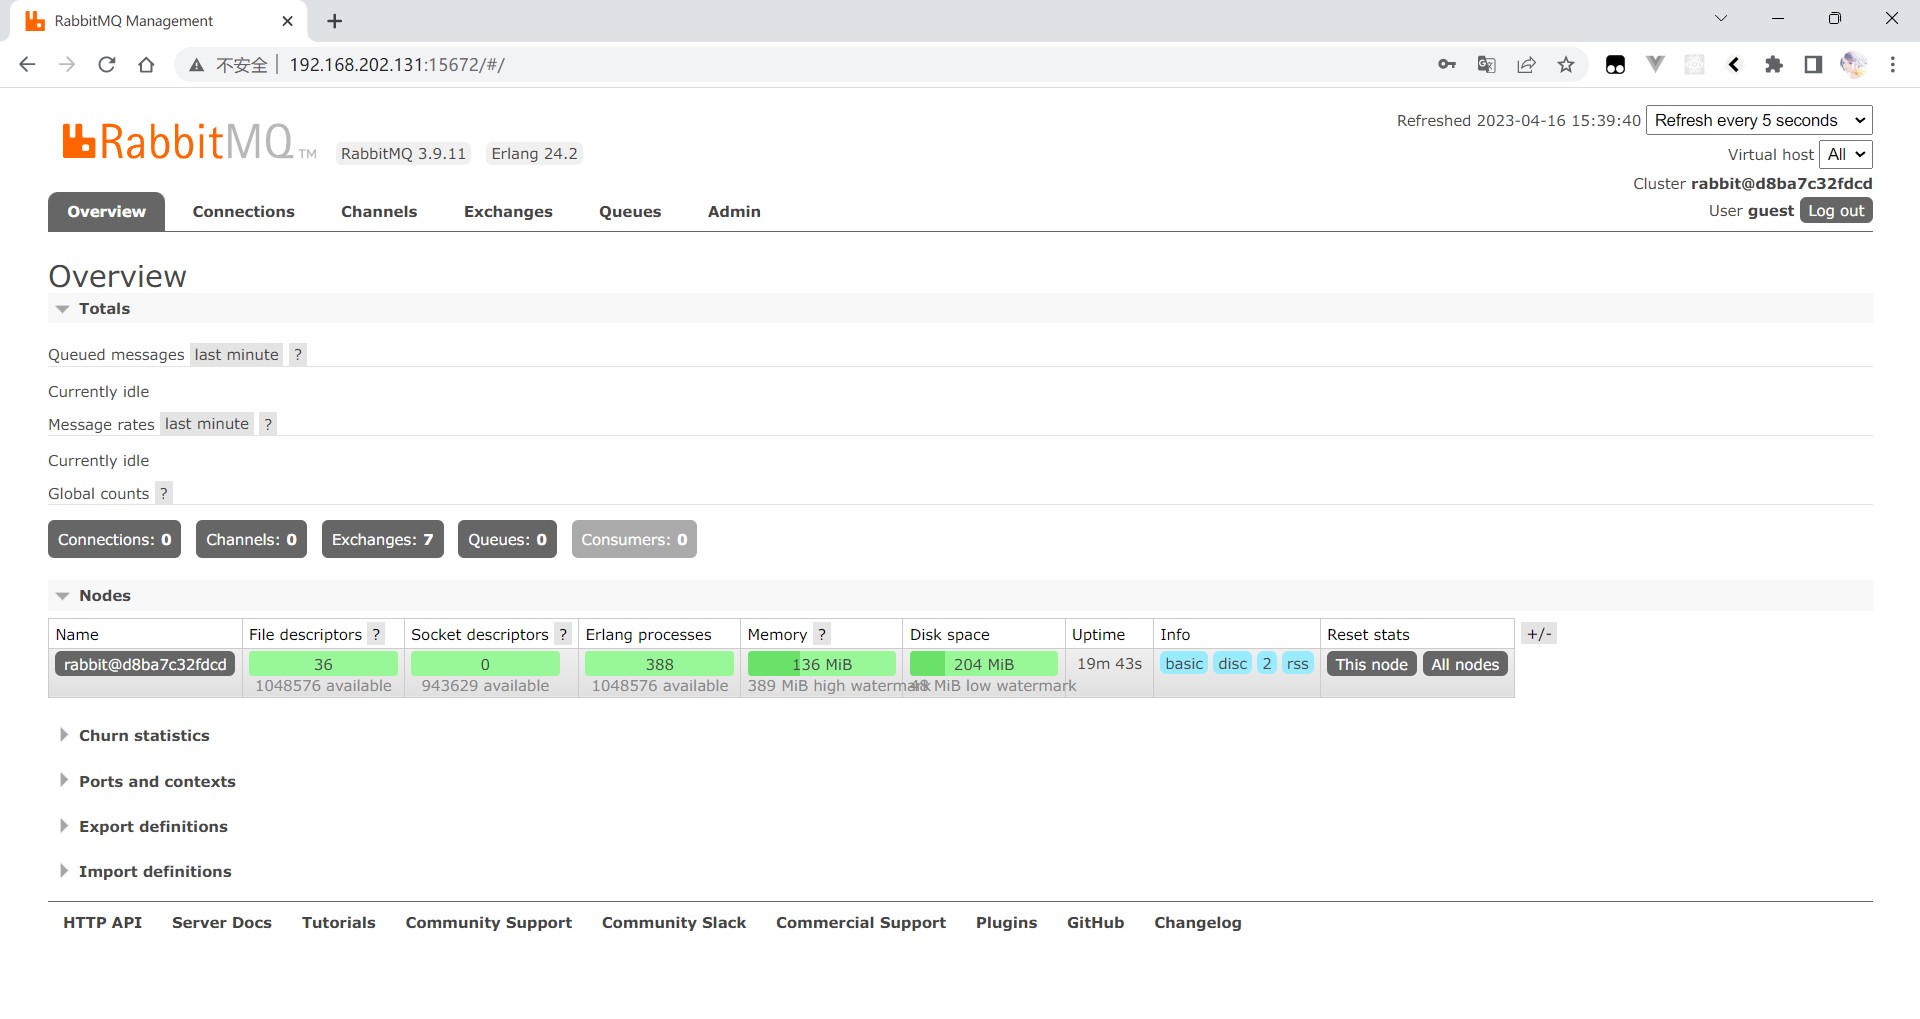 RabbitMQ Management
不安全 192.168.202.131:15672/#/
RabbitMQ TM RabbitMQ 3.9.11 Erlang 24.2
Refreshed 2023-04-16 15:39:40 Refresh every 5 seconds
Virtual host All
Cluster rabbit@d8ba7c32fdcd
User guest Log out
Overview Connections Channels Exchanges Queues Admin
Overview
Totals
Queued messages last minute ?
Currently idle
Message rates last minute ?
Currently idle
Global counts ?
Connections: 0 Channels: 0 Exchanges: 7 Queues: 0 Consumers: 0
Nodes
Name File descriptors ? Socket descriptors ? Erlang processes Memory ? Disk space Uptime Info Reset stats +/-
rabbit@d8ba7c32fdcd 36 0 388 136 MiB 204 MiB 19m 43s basic disc 2 rss This node All nodes
1048576 available 943629 available 1048576 available 389 MiB high watermark 48 MiB low watermark
Churn statistics
Ports and contexts
Export definitions
Import definitions
HTTP API Server Docs Tutorials Community Support Community Slack Commercial Support Plugins GitHub Changelog